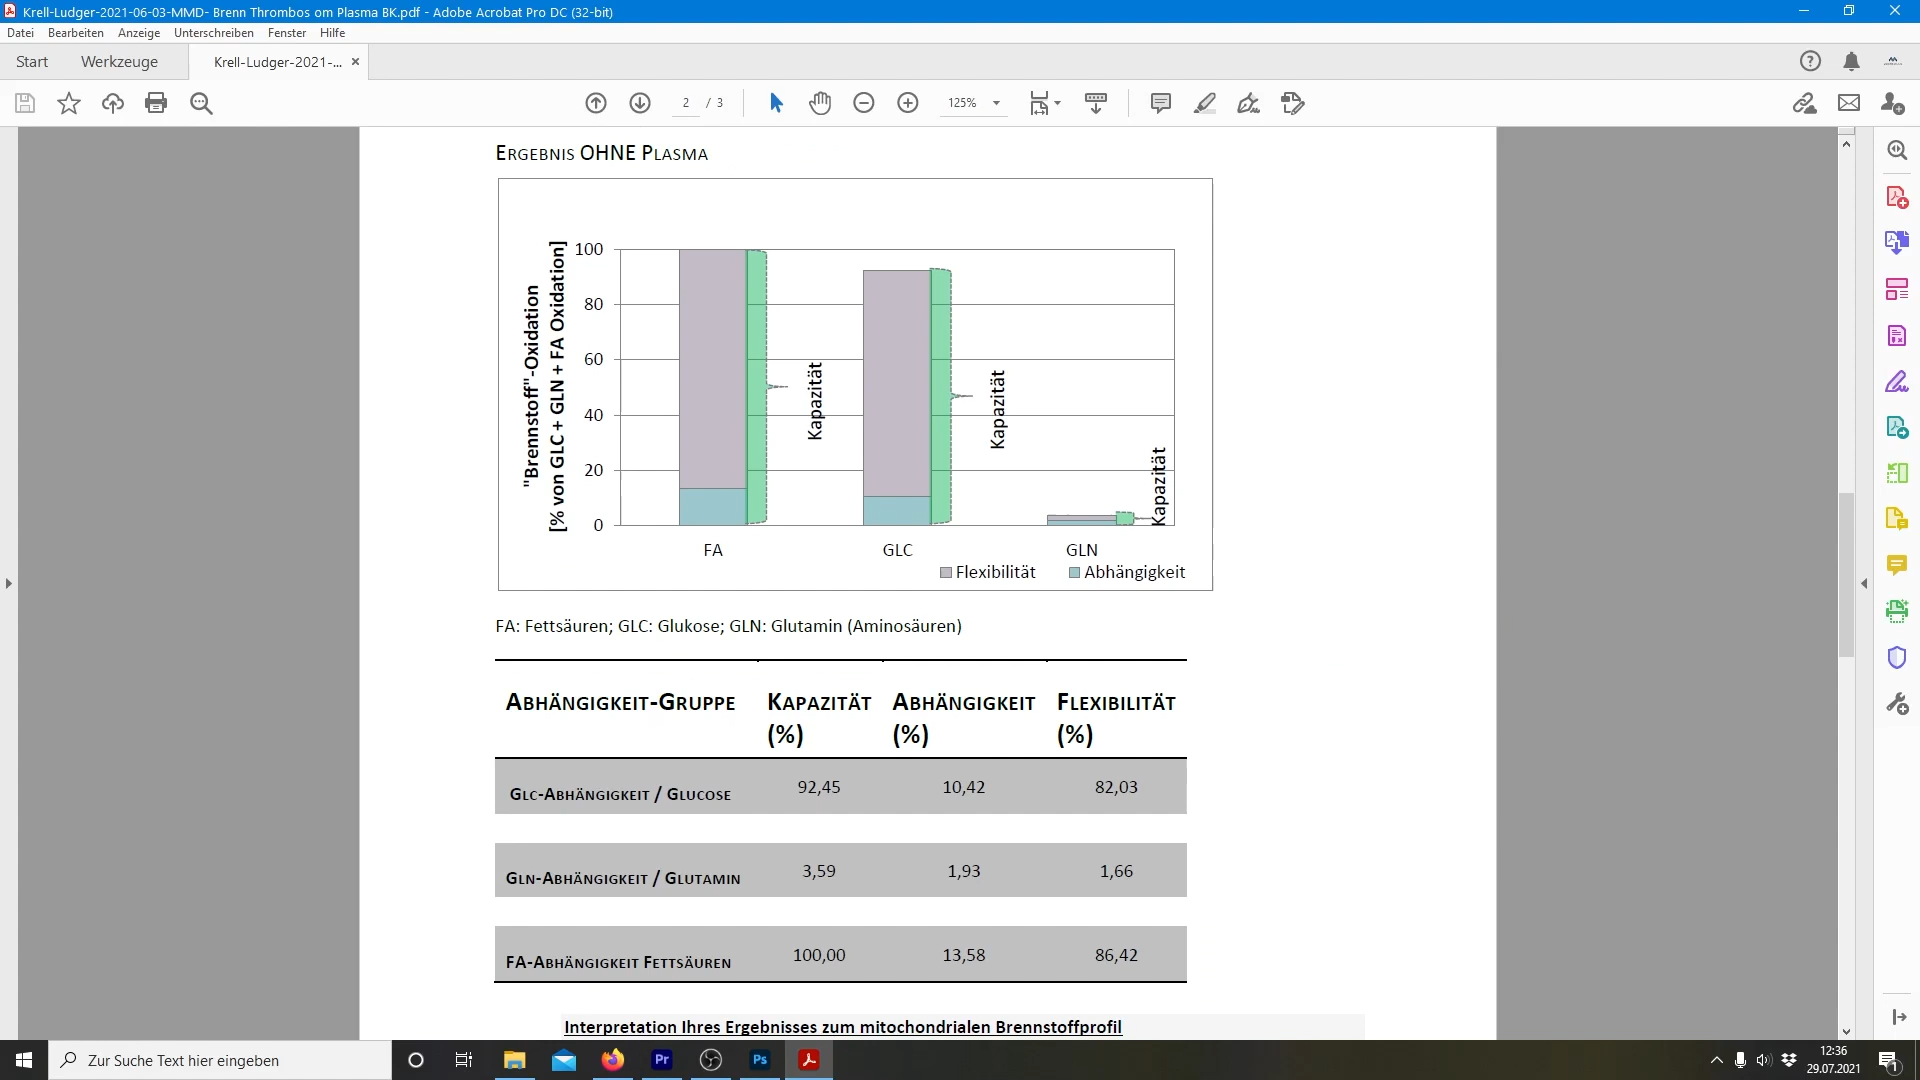 Krell-Ludger-2021-06-03-MMD- Brenn Thrombos om Plasma BK.pdf - Adobe Acrobat Pro DC (32-bit)
Datei Bearbeiten Anzeige Unterschreiben Fenster Hilfe
Start Werkzeuge Krell-Ludger-2021-... ×
2 / 3 125%
Ergebnis OHNE Plasma
"Brennstoff"-Oxidation
[% von GLC + GLN + FA Oxidation]
100
80
60
40
20
0
Kapazität
Kapazität
Kapazität
FA GLC GLN
Flexibilität Abhängigkeit
FA: Fettsäuren; GLC: Glukose; GLN: Glutamin (Aminosäuren)
Abhängigkeit-Gruppe Kapazität (%) Abhängigkeit (%) Flexibilität (%)
Glc-Abhängigkeit / Glucose 92,45 10,42 82,03
Gln-Abhängigkeit / Glutamin 3,59 1,93 1,66
FA-Abhängigkeit Fettsäuren 100,00 13,58 86,42
Interpretation Ihres Ergebnisses zum mitochondrialen Brennstoffprofil
Zur Suche Text hier eingeben
Pr
Ps
12:36
29.07.2021
1